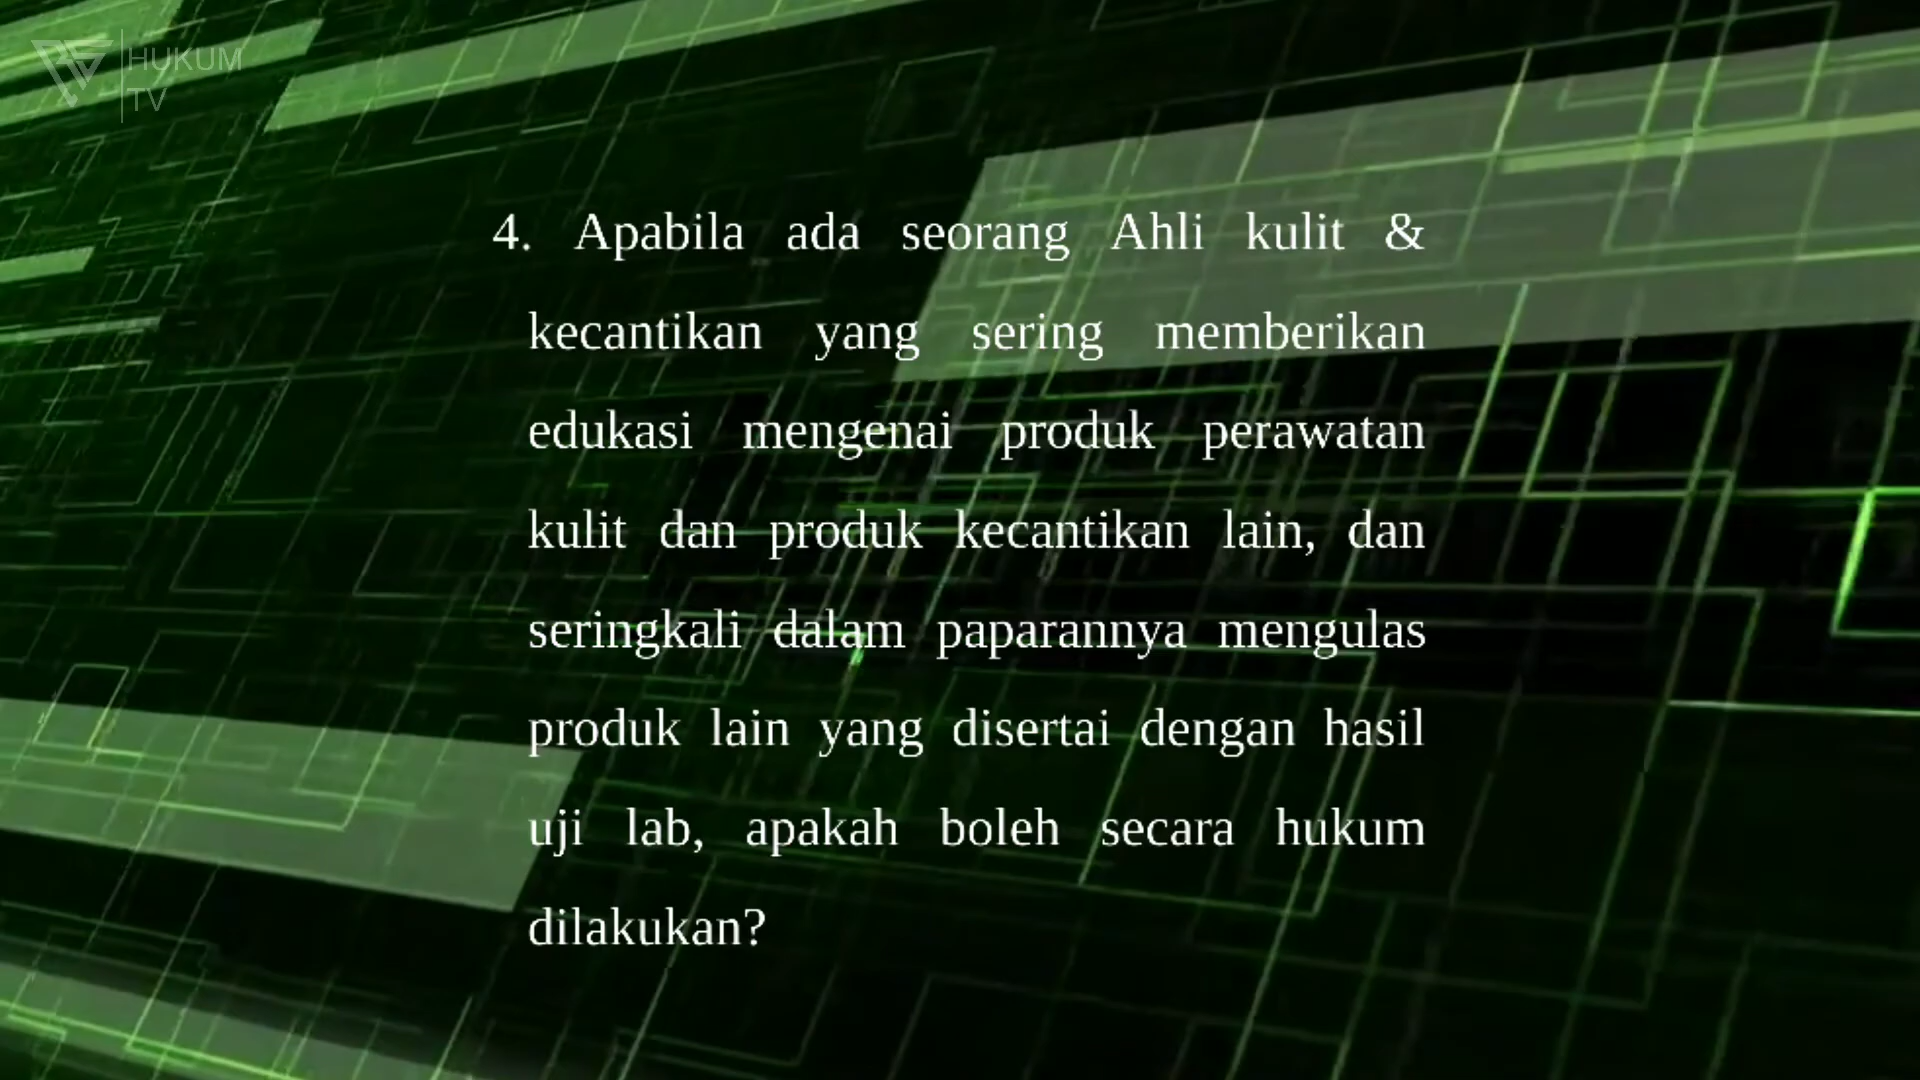 HUKUM
TV
4. Apabila ada seorang Ahli kulit &
kecantikan yang sering memberikan
edukasi mengenai produk perawatan
kulit dan produk kecantikan lain, dan
seringkali dalam paparannya mengulas
produk lain yang disertai dengan hasil
uji lab, apakah boleh secara hukum
dilakukan?